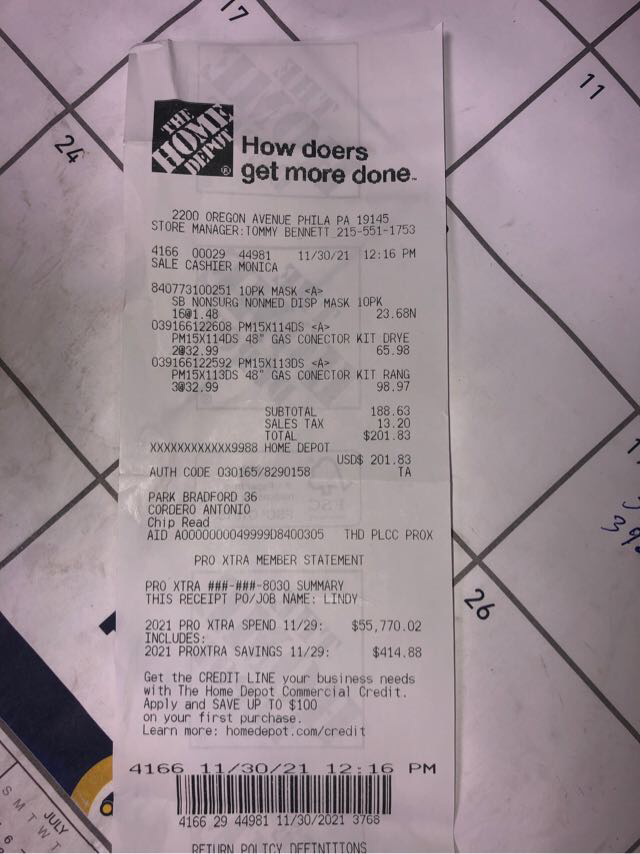 17
11
24
THE
HOME
DEPOT
®
How doers
get more done™
2200 OREGON AVENUE PHILA PA 19145
STORE MANAGER:TOMMY BENNETT 215-551-1753
4166 00029 44981 11/30/21 12:16 PM
SALE CASHIER MONICA
840773100251 10PK MASK <A>
SB NONSURG NONMED DISP MASK 10PK
16@1.48 23.68N
039166122608 PM15X114DS <A>
PM15X114DS 48" GAS CONECTOR KIT DRYE
2@32.99 65.98
039166122592 PM15X113DS <A>
PM15X113DS 48" GAS CONECTOR KIT RANG
3@32.99 98.97
SUBTOTAL 188.63
SALES TAX 13.20
TOTAL $201.83
XXXXXXXXXXXX9988 HOME DEPOT
USD$ 201.83
AUTH CODE 030165/8290158 TA
PARK BRADFORD 36
CORDERO ANTONIO
Chip Read
AID A0000000049999D8400305 THD PLCC PROX
PRO XTRA MEMBER STATEMENT
PRO XTRA ###-###-8030 SUMMARY
THIS RECEIPT PO/JOB NAME: LINDY
2021 PRO XTRA SPEND 11/29: $55,770.02
INCLUDES:
2021 PROXTRA SAVINGS 11/29: $414.88
Get the CREDIT LINE your business needs
with The Home Depot Commercial Credit.
Apply and SAVE UP TO $100
on your first purchase.
Learn more: homedepot.com/credit
4166 11/30/21 12:16 PM
4166 29 44981 11/30/2021 3768
RETURN POLICY DEFINITIONS
26
JULY
S M T W T